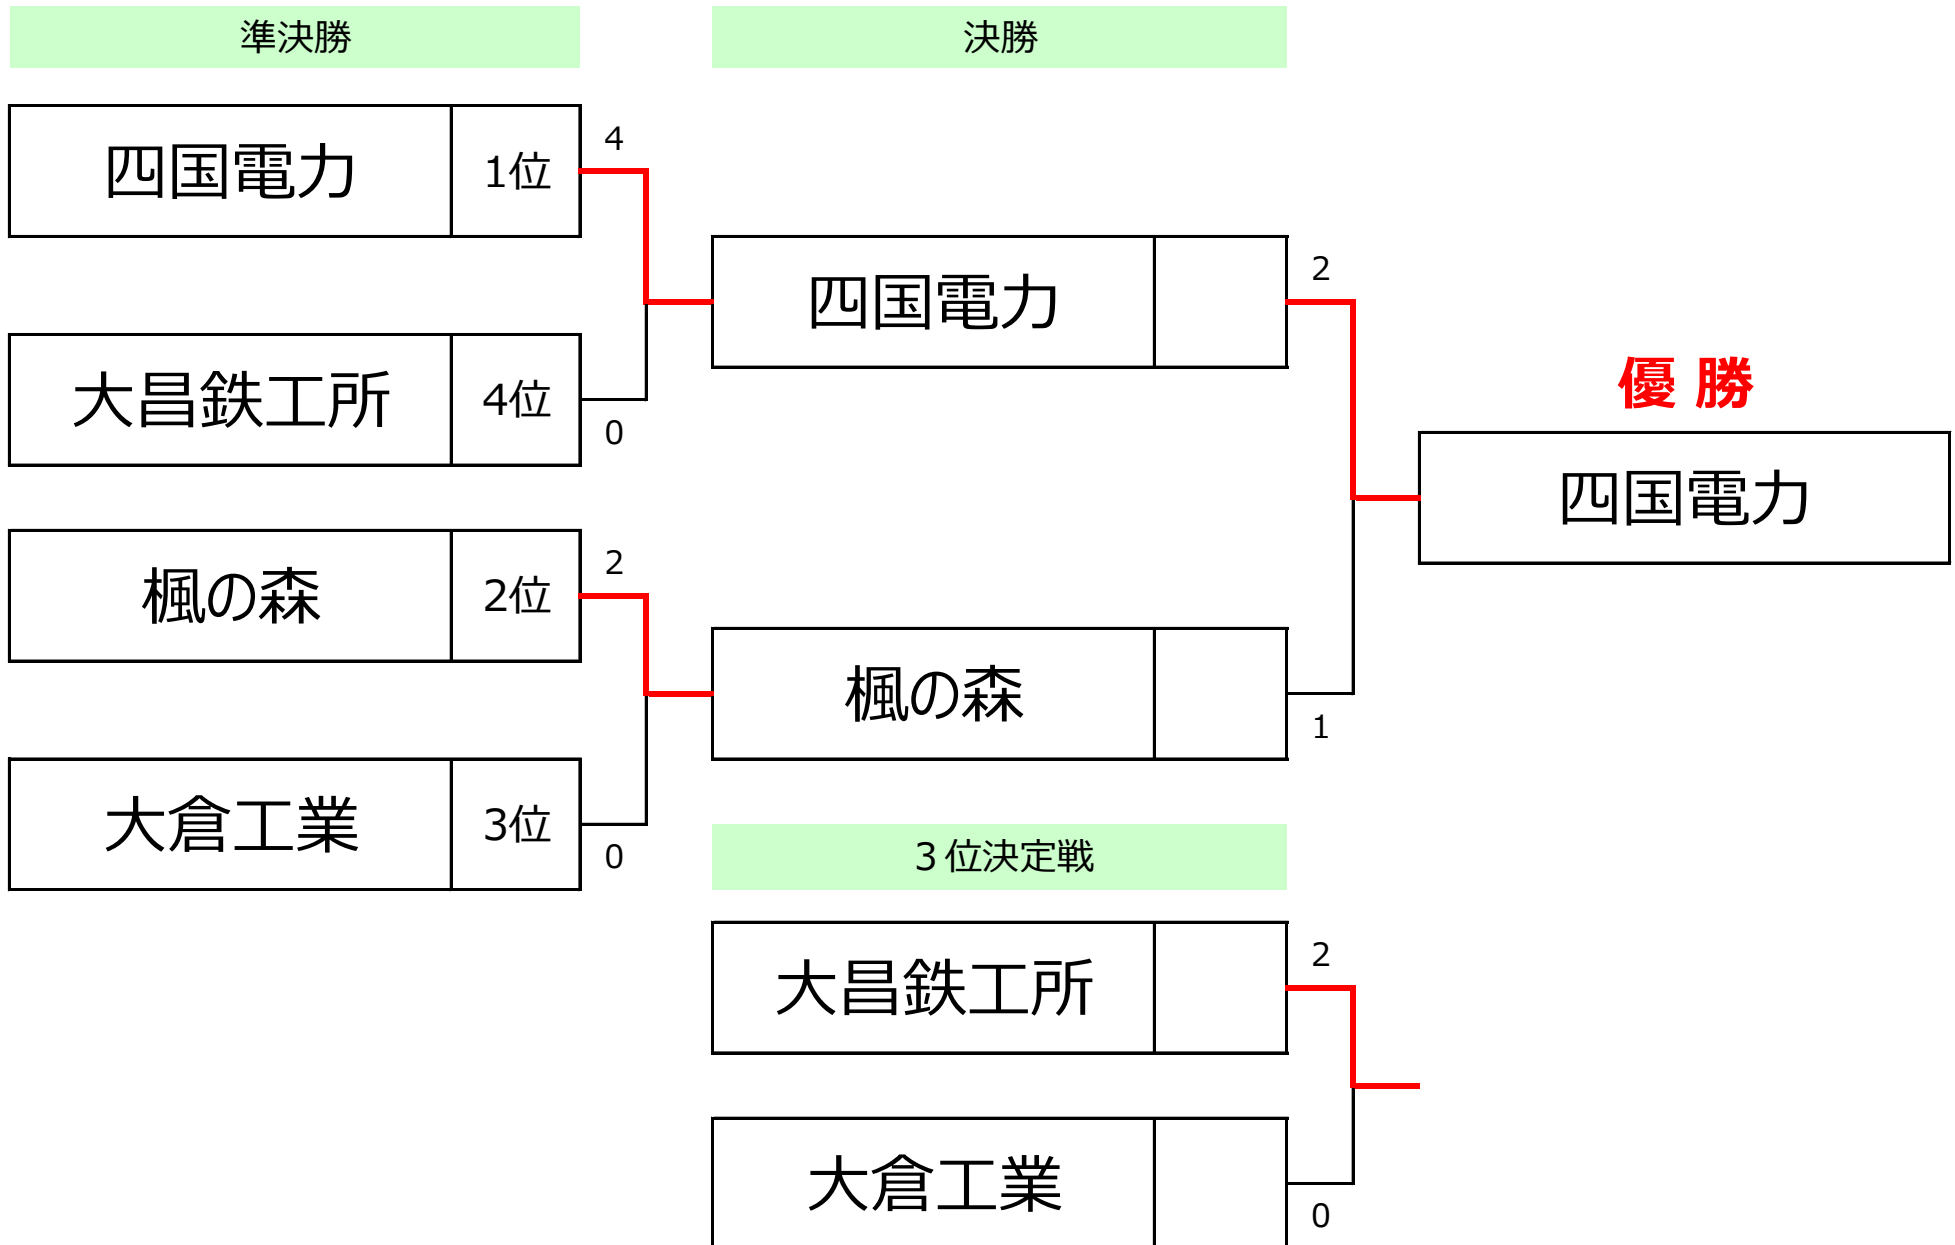 準決勝
決勝
四国電力 1位 4
大昌鉄工所 4位 0
四国電力 2
優勝
四国電力
楓の森 2位 2
大倉工業 3位 0
楓の森 1
３位決定戦
大昌鉄工所 2
大倉工業 0